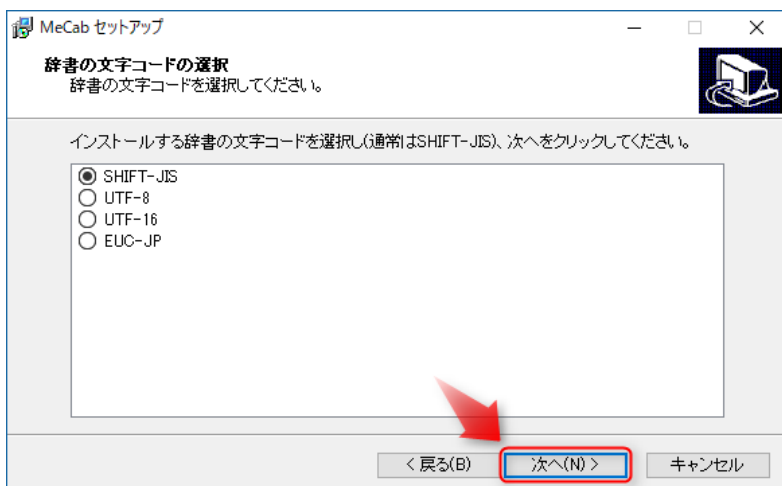 MeCab セットアップ
辞書の文字コードの選択
辞書の文字コードを選択してください。
インストールする辞書の文字コードを選択し(通常はSHIFT-JIS)、次へをクリックしてください。
SHIFT-JIS
UTF-8
UTF-16
EUC-JP
< 戻る(B)
次へ(N) >
キャンセル